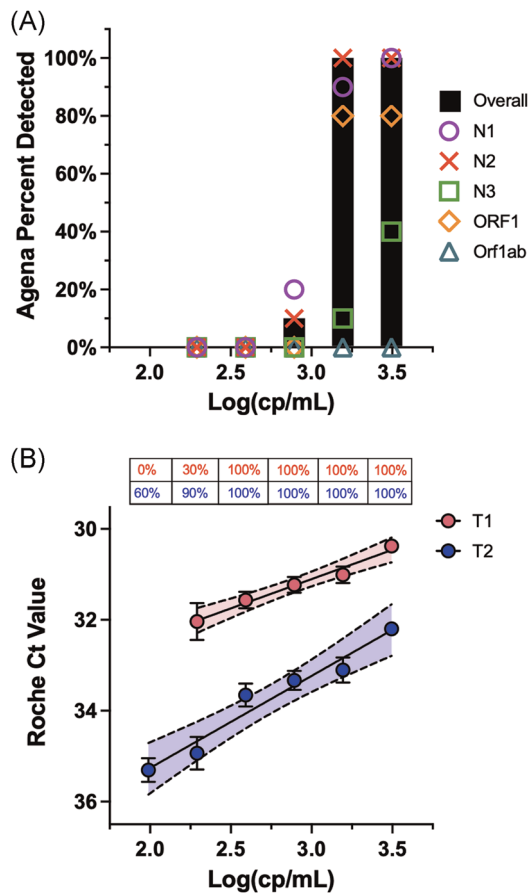 (A)
Agena Percent Detected
100%
80%
60%
40%
20%
0%
2.0 2.5 3.0 3.5
Log(cp/mL)
Overall
N1
N2
N3
ORF1
Orf1ab
(B)
0% 30% 100% 100% 100% 100%
60% 90% 100% 100% 100% 100%
Roche Ct Value
30
32
34
36
2.0 2.5 3.0 3.5
Log(cp/mL)
T1
T2